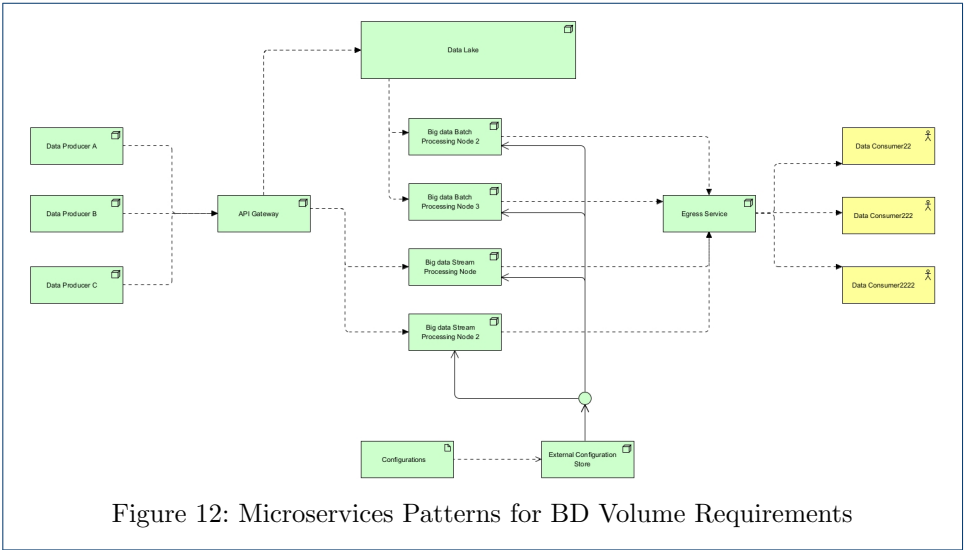 Data Lake
Big data Batch
Processing Node 2
Data Producer A
Data Consumer22
Big data Batch
Processing Node 3
Data Producer B
API Gateway
Egress Service
Data Consumer222
Big data Stream
Processing Node
Data Producer C
Data Consumer2222
Big data Stream
Processing Node 2
Configurations
External Configuration
Store
Figure 12: Microservices Patterns for BD Volume Requirements